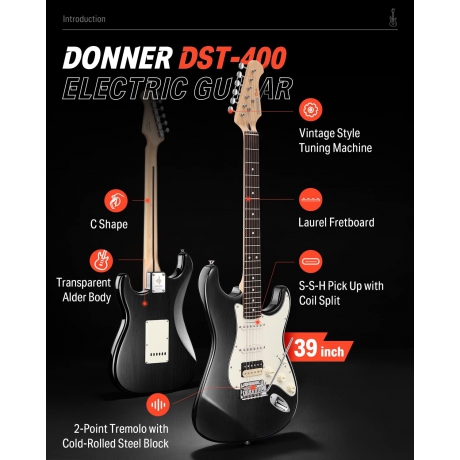 Introduction
DONNER DST-400
ELECTRIC GUITAR
Vintage Style
Tuning Machine
C Shape
Laurel Fretboard
Transparent
Alder Body
S-S-H Pick Up with
Coil Split
39 inch
2-Point Tremolo with
Cold-Rolled Steel Block